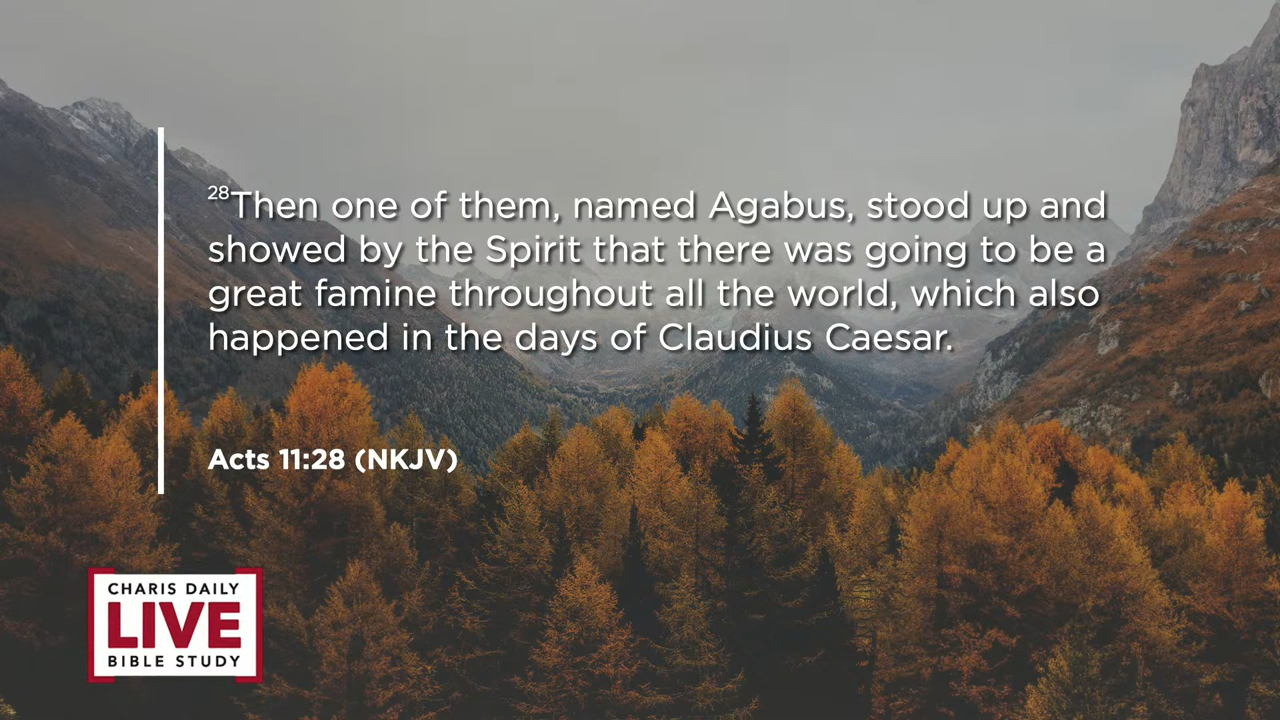 28Then one of them, named Agabus, stood up and
showed by the Spirit that there was going to be a
great famine throughout all the world, which also
happened in the days of Claudius Caesar.
Acts 11:28 (NKJV)
CHARIS DAILY
LIVE
BIBLE STUDY